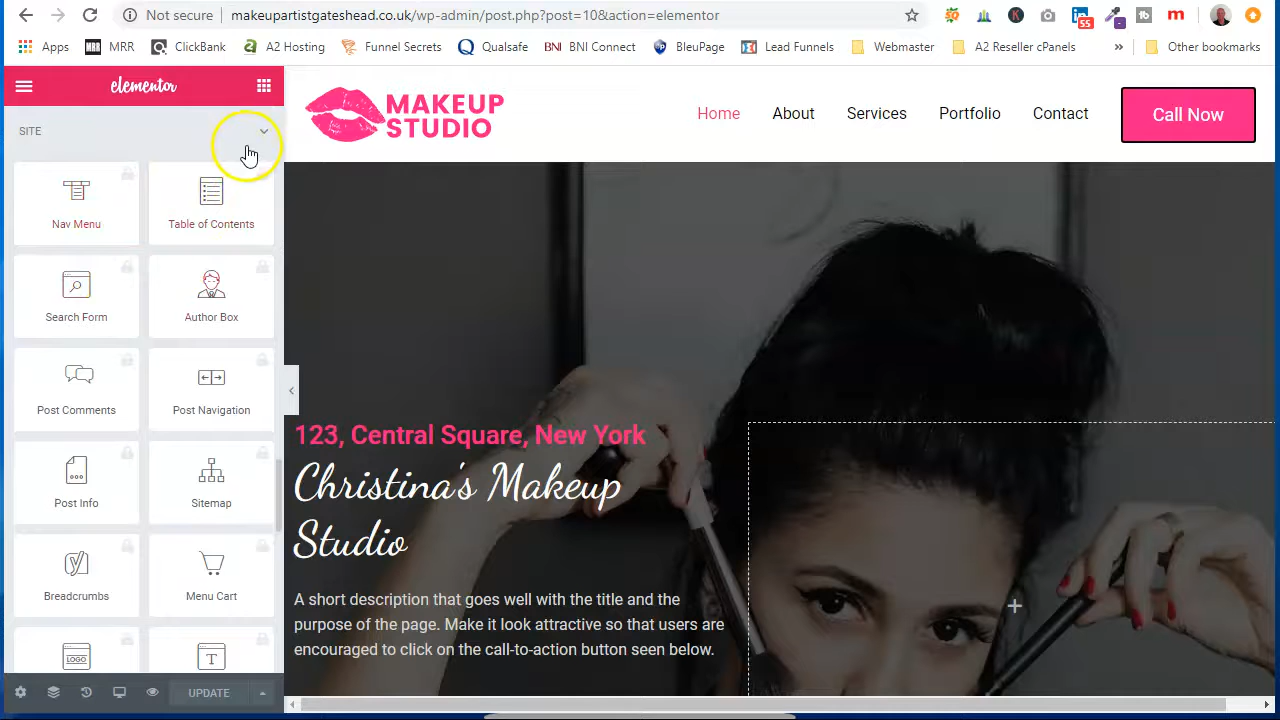 Not secure
makeupartistgateshead.co.uk/wp-admin/post.php?post=10&action=elementor
55
Apps
MRR
MRR
ClickBank
A2 Hosting
Funnel Secrets
Qualsafe
BNI
BNI Connect
BleuPage
Lead Funnels
Webmaster
A2 Reseller cPanels
»
Other bookmarks
elementor
SITE
Nav Menu
Table of Contents
Search Form
Author Box
Post Comments
Post Navigation
Post Info
Sitemap
Breadcrumbs
Menu Cart
LOGO
T
UPDATE
MAKEUP
STUDIO
Home
About
Services
Portfolio
Contact
Call Now
123, Central Square, New York
Christina's Makeup
Studio
A short description that goes well with the title and the
purpose of the page. Make it look attractive so that users are
encouraged to click on the call-to-action button seen below.